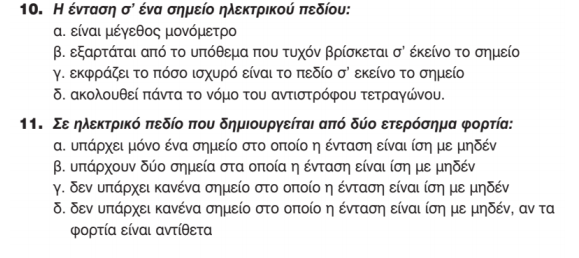 10. Η ένταση σ' ένα σημείο ηλεκτρικού πεδίου:
α. είναι μέγεθος μονόμετρο
β. εξαρτάται από το υπόθεμα που τυχόν βρίσκεται σ' έκείνο το σημείο
γ. εκφράζει το πόσο ισχυρό είναι το πεδίο σ' εκείνο το σημείο
δ. ακολουθεί πάντα το νόμο του αντιστρόφου τετραγώνου.
11. Σε ηλεκτρικό πεδίο που δημιουργείται από δύο ετερόσημα φορτία:
α. υπάρχει μόνο ένα σημείο στο οποίο η ένταση είναι ίση με μηδέν
β. υπάρχουν δύο σημεία στα οποία η ένταση είναι ίση με μηδέν
γ. δεν υπάρχει κανένα σημείο στο οποίο η ένταση είναι ίση με μηδέν
δ. δεν υπάρχει κανένα σημείο στο οποίο η ένταση είναι ίση με μηδέν, αν τα
φορτία είναι αντίθετα